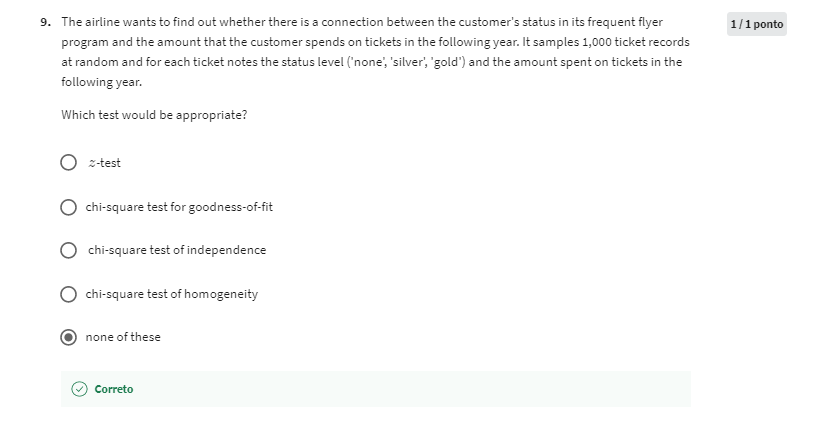 9. The airline wants to find out whether there is a connection between the customer's status in its frequent flyer
1 / 1 ponto
program and the amount that the customer spends on tickets in the following year. It samples 1,000 ticket records
at random and for each ticket notes the status level ('none', 'silver', 'gold') and the amount spent on tickets in the
following year.
Which test would be appropriate?
z-test
chi-square test for goodness-of-fit
chi-square test of independence
chi-square test of homogeneity
none of these
Correto